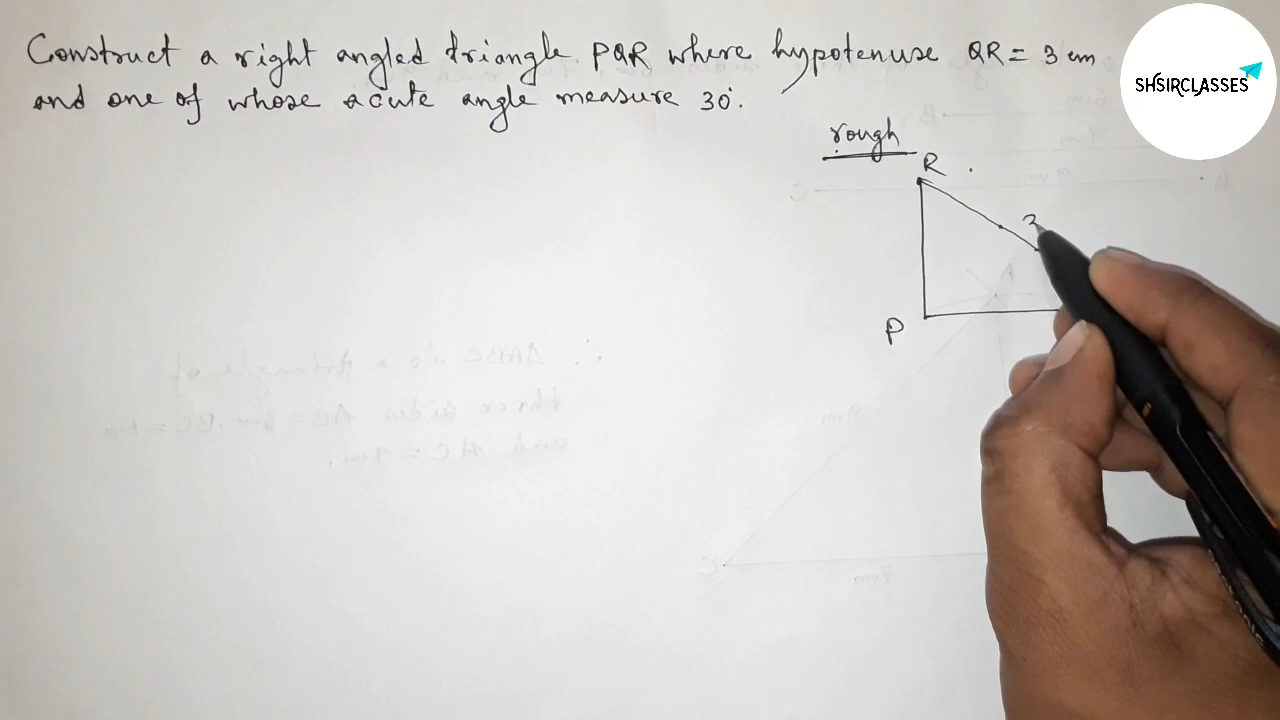 Construct a right angled triangle PQR where hypotenuse QR = 3 cm
and one of whose acute angle measure 30°.
SHSIRCLASSES
rough
R
3
P